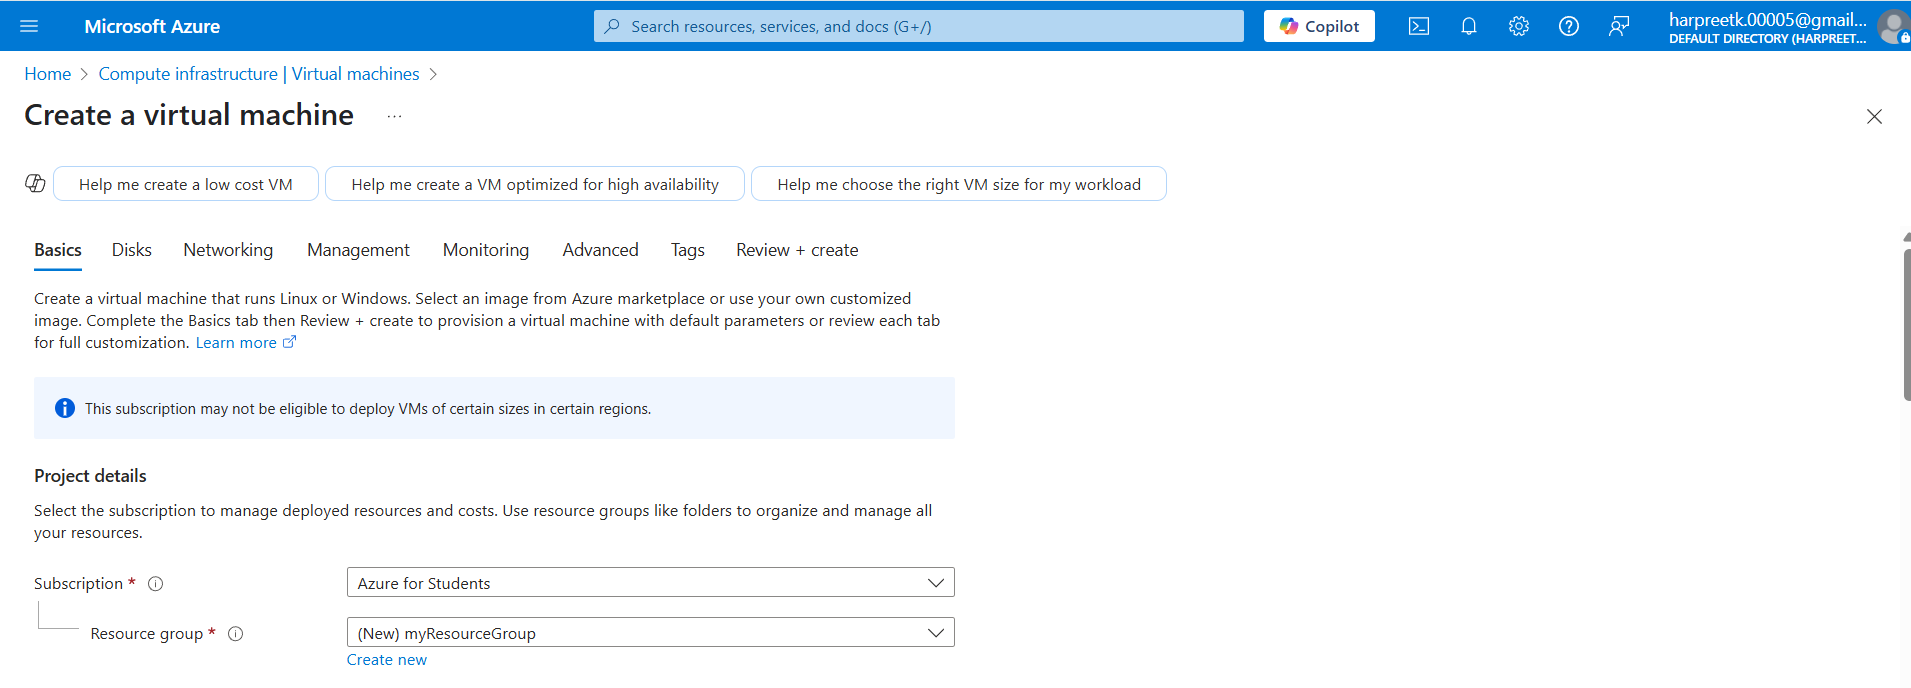 Microsoft Azure
Search resources, services, and docs (G+/)
Copilot
harpreetk.00005@gmail...
DEFAULT DIRECTORY (HARPREET...
Home > Compute infrastructure | Virtual machines >
Create a virtual machine ...
Help me create a low cost VM
Help me create a VM optimized for high availability
Help me choose the right VM size for my workload
Basics Disks Networking Management Monitoring Advanced Tags Review + create
Create a virtual machine that runs Linux or Windows. Select an image from Azure marketplace or use your own customized
image. Complete the Basics tab then Review + create to provision a virtual machine with default parameters or review each tab
for full customization. Learn more
This subscription may not be eligible to deploy VMs of certain sizes in certain regions.
Project details
Select the subscription to manage deployed resources and costs. Use resource groups like folders to organize and manage all
your resources.
Subscription *
Azure for Students
Resource group *
(New) myResourceGroup
Create new